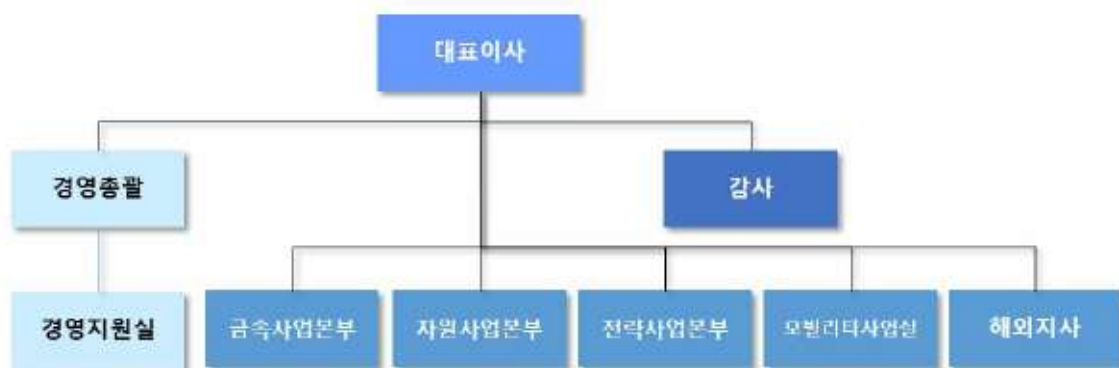 대표이사
경영총괄
감사
경영지원실
금속사업본부
자원사업본부
전략사업본부
모빌리티사업실
해외지사